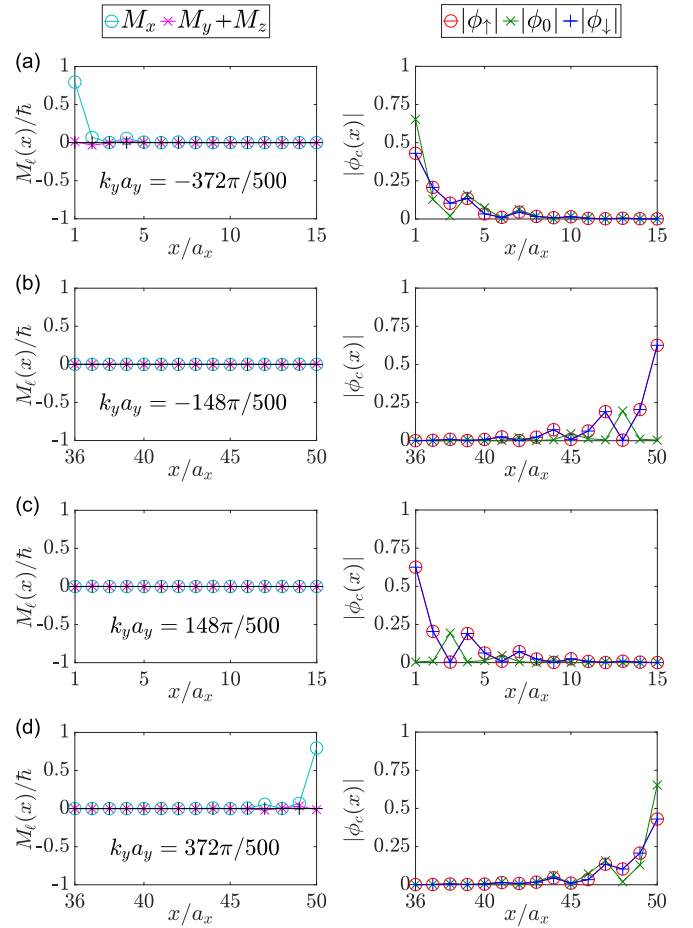 M_x M_y+M_z
|ϕ_↑| |ϕ_0| |ϕ_↓|
(a)
M_ℓ(x)/ħ
1
0.5
0
-0.5
-1
k_y a_y = −372π/500
1 5 10 15
x/a_x
|ϕ_c(x)|
1
0.75
0.5
0.25
0
1 5 10 15
x/a_x
(b)
M_ℓ(x)/ħ
1
0.5
0
-0.5
-1
k_y a_y = −148π/500
36 40 45 50
x/a_x
|ϕ_c(x)|
1
0.75
0.5
0.25
0
36 40 45 50
x/a_x
(c)
M_ℓ(x)/ħ
1
0.5
0
-0.5
-1
k_y a_y = 148π/500
1 5 10 15
x/a_x
|ϕ_c(x)|
1
0.75
0.5
0.25
0
1 5 10 15
x/a_x
(d)
M_ℓ(x)/ħ
1
0.5
0
-0.5
-1
k_y a_y = 372π/500
36 40 45 50
x/a_x
|ϕ_c(x)|
1
0.75
0.5
0.25
0
36 40 45 50
x/a_x